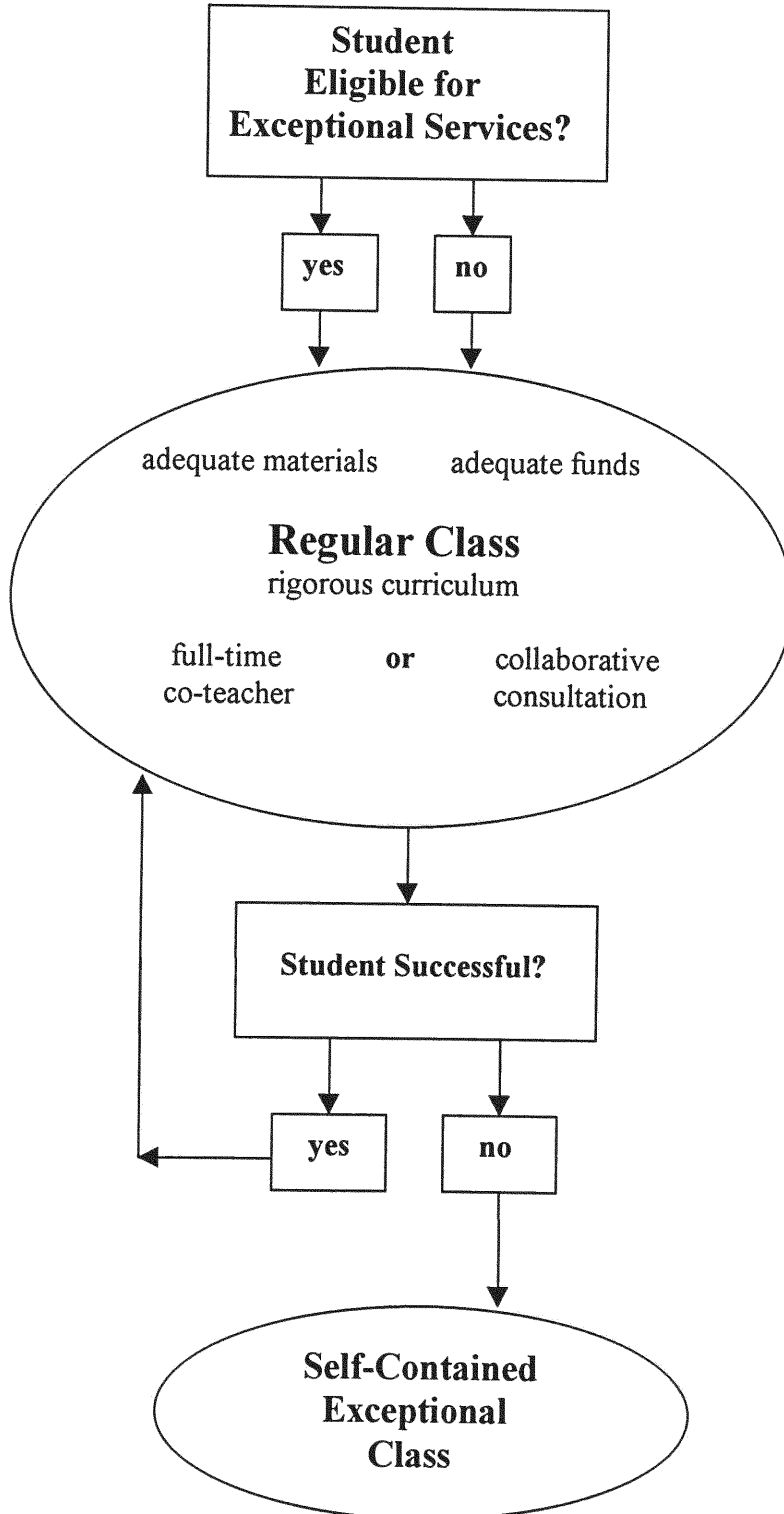 Student
Eligible for
Exceptional Services?
yes
no
adequate materials
adequate funds
Regular Class
rigorous curriculum
full-time or collaborative
co-teacher consultation
Student Successful?
yes
no
Self-Contained
Exceptional
Class